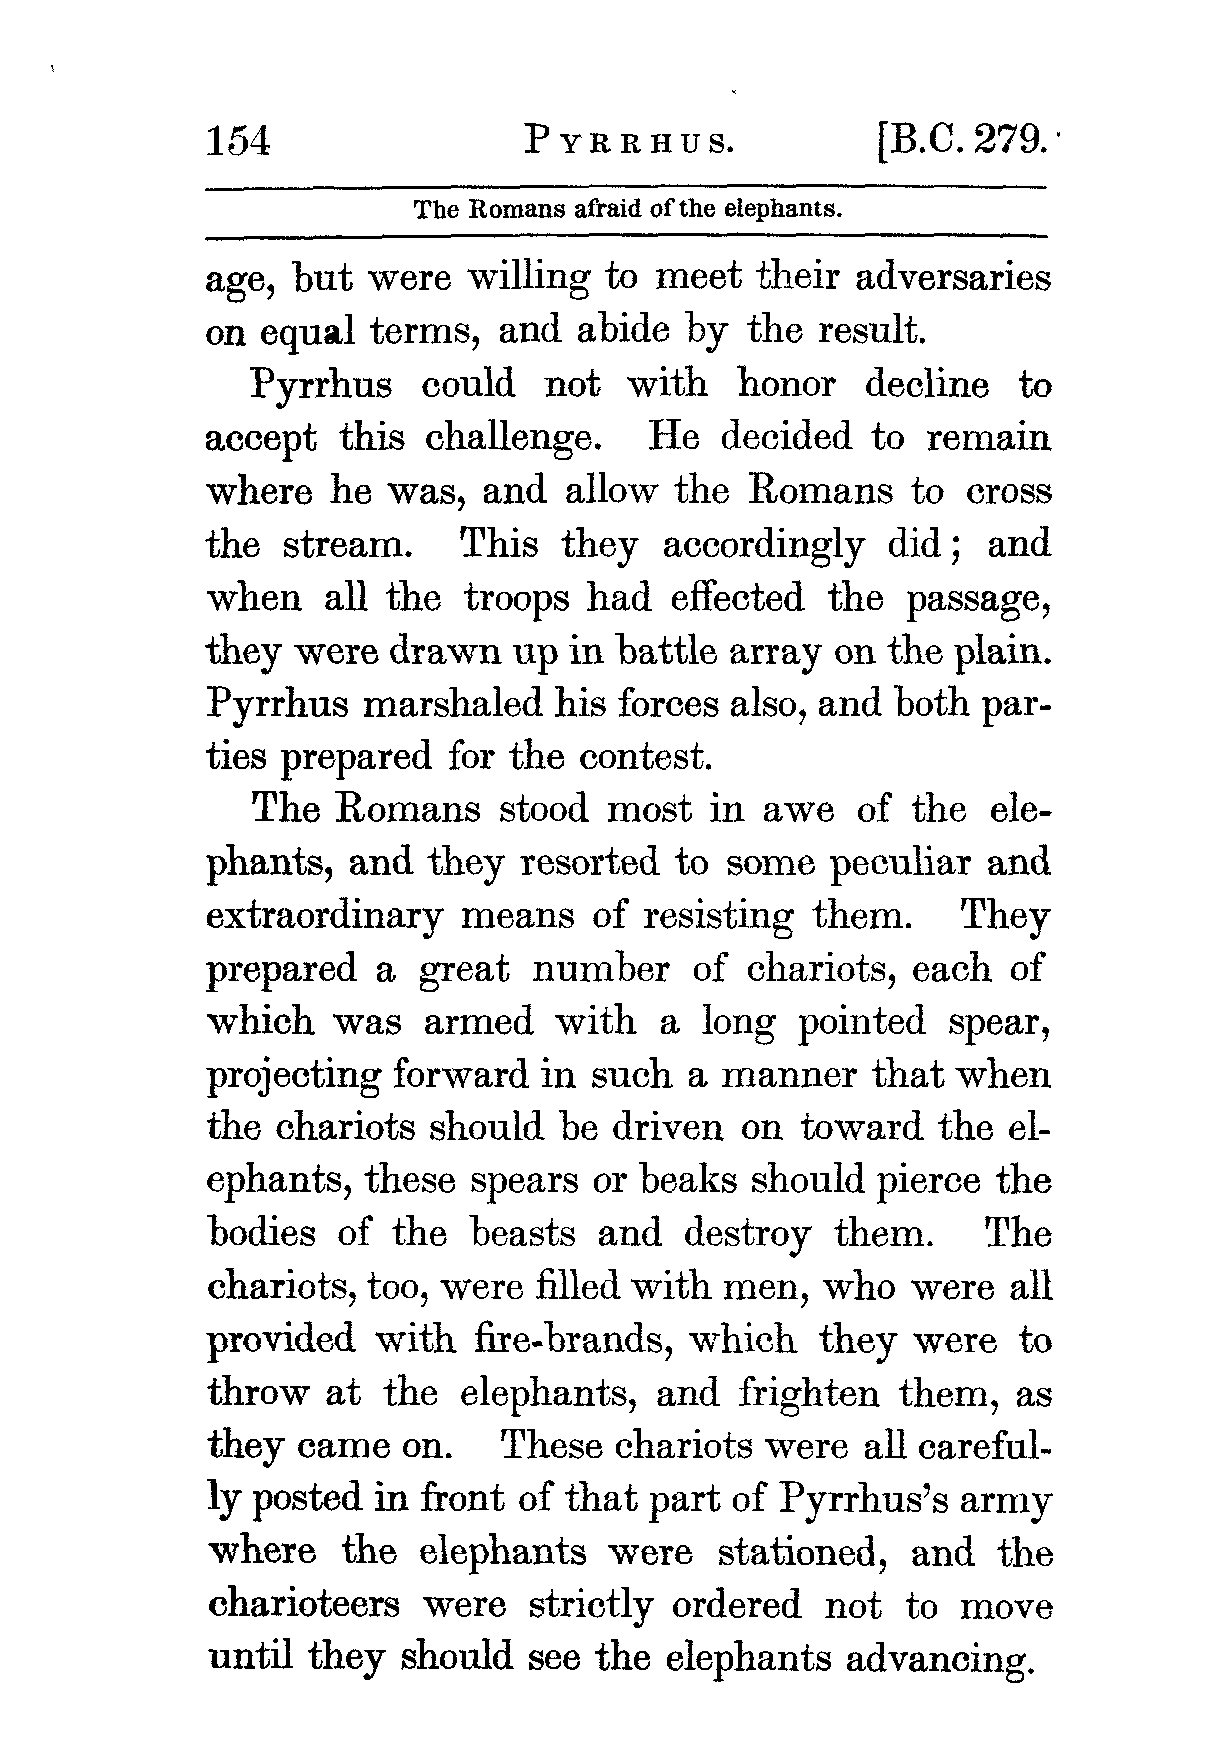 154 PYRRHUS. [B.C. 279.
The Romans afraid of the elephants.
age, but were willing to meet their adversaries
on equal terms, and abide by the result.
Pyrrhus could not with honor decline to
accept this challenge. He decided to remain
where he was, and allow the Romans to cross
the stream. This they accordingly did; and
when all the troops had effected the passage,
they were drawn up in battle array on the plain.
Pyrrhus marshaled his forces also, and both par-
ties prepared for the contest.
The Romans stood most in awe of the ele-
phants, and they resorted to some peculiar and
extraordinary means of resisting them. They
prepared a great number of chariots, each of
which was armed with a long pointed spear,
projecting forward in such a manner that when
the chariots should be driven on toward the el-
ephants, these spears or beaks should pierce the
bodies of the beasts and destroy them. The
chariots, too, were filled with men, who were all
provided with fire-brands, which they were to
throw at the elephants, and frighten them, as
they came on. These chariots were all careful-
ly posted in front of that part of Pyrrhus's army
where the elephants were stationed, and the
charioteers were strictly ordered not to move
until they should see the elephants advancing.